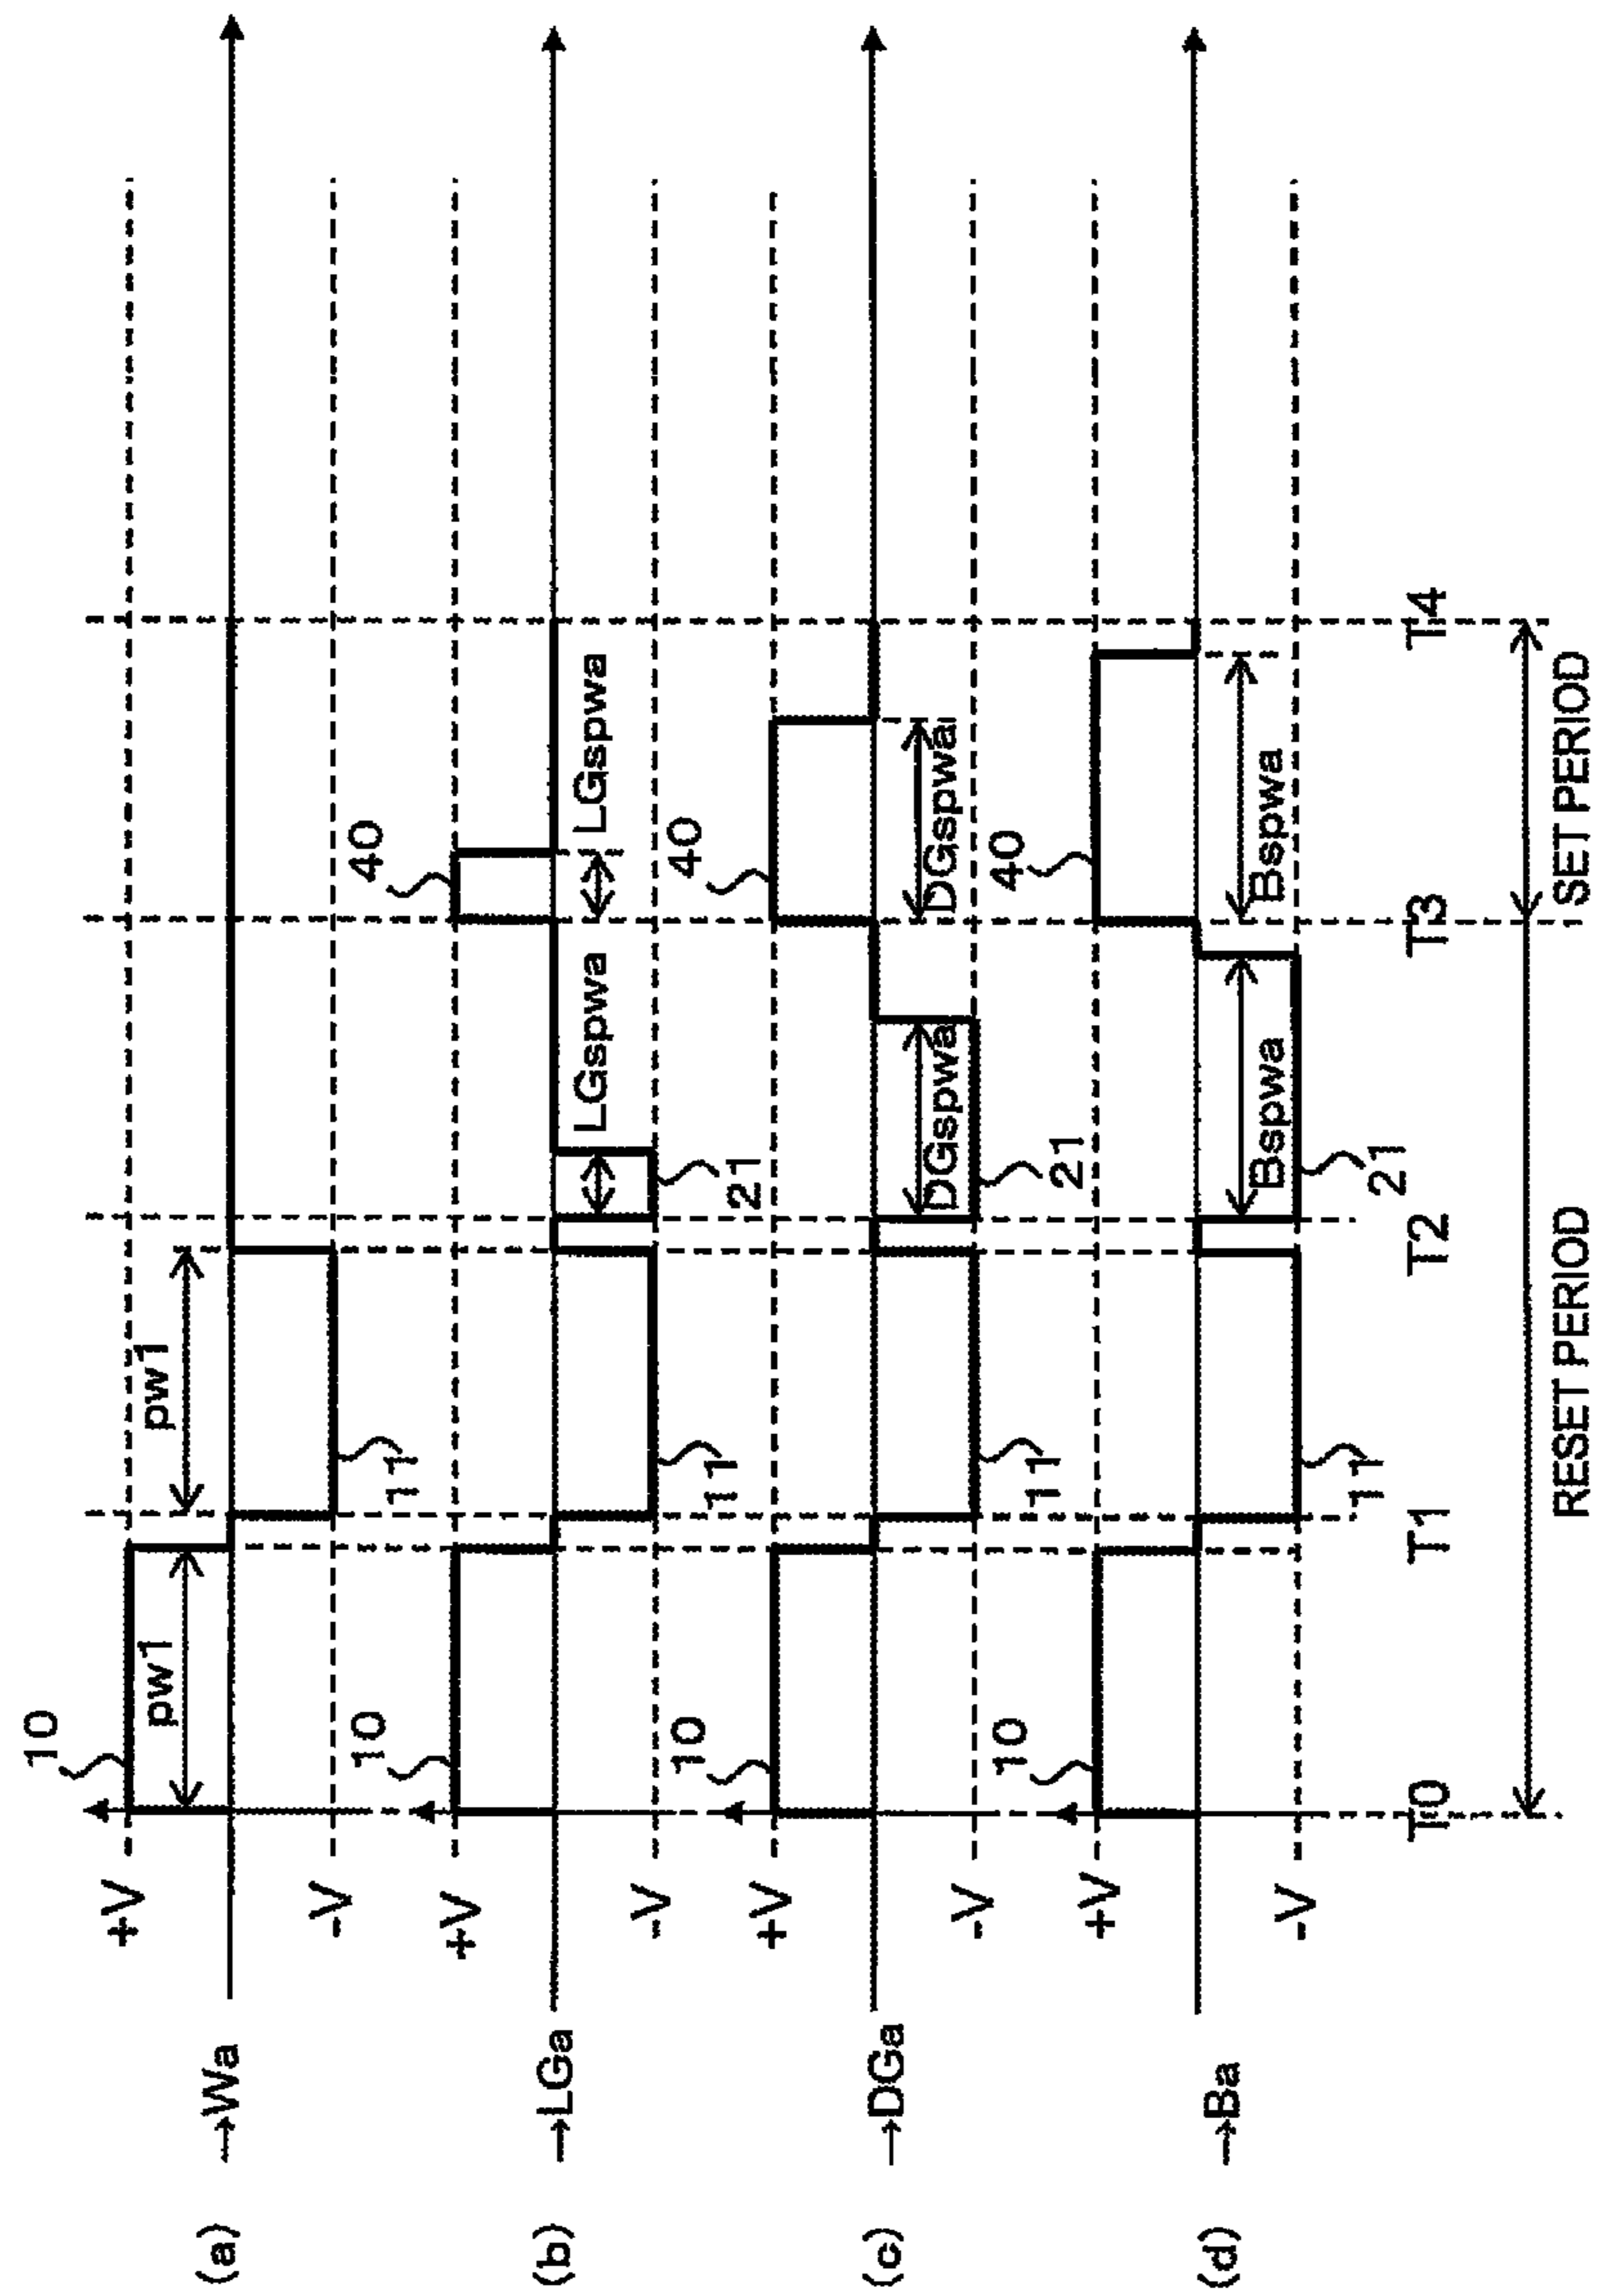 (a) →Wa
+V
-V
10
pw1
pw1
11
(b) →LGa
+V
-V
10
11
21
LGspwa
40
LGspwa
(c) →DGa
+V
-V
10
11
21
DGspwa
40
DGspwa
(d) →Ba
+V
-V
10
11
21
Bspwa
40
Bspwa
T0
T1
T2
T3
T4
RESET PERIOD
SET PERIOD